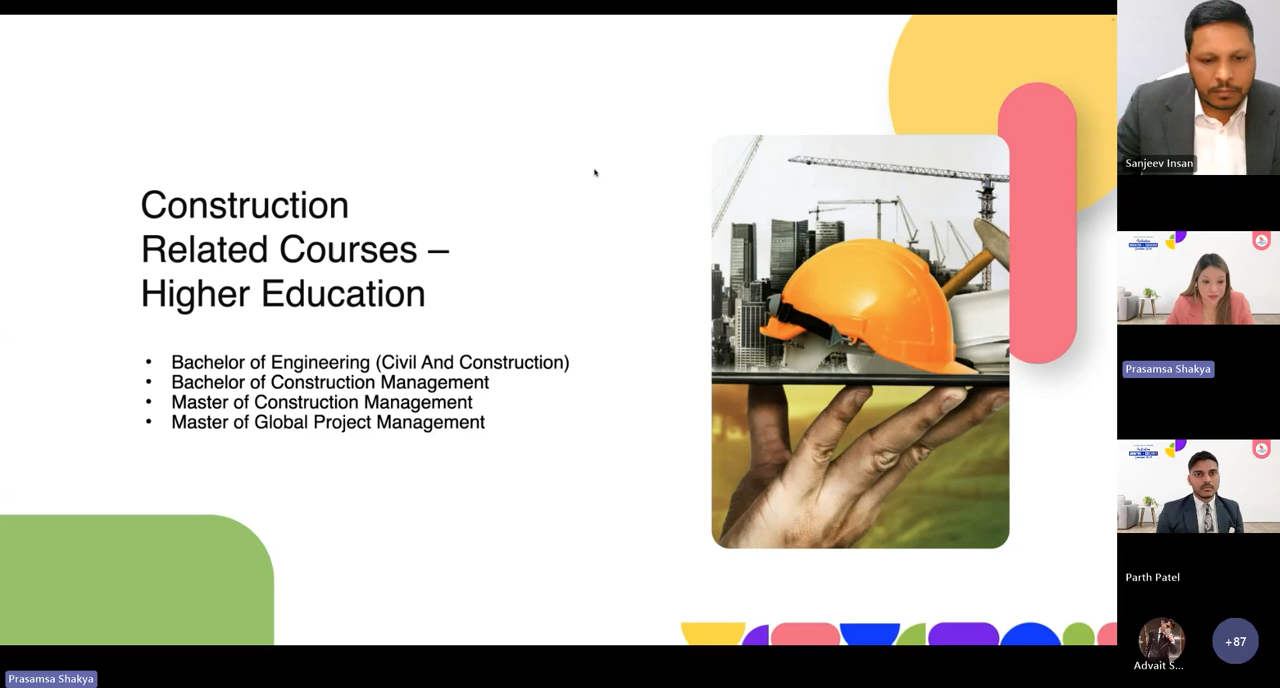 Construction
Related Courses –
Higher Education
• Bachelor of Engineering (Civil And Construction)
• Bachelor of Construction Management
• Master of Construction Management
• Master of Global Project Management
Sanjeev Insan
Prasamsa Shakya
Parth Patel
Advait S...
+87
Prasamsa Shakya